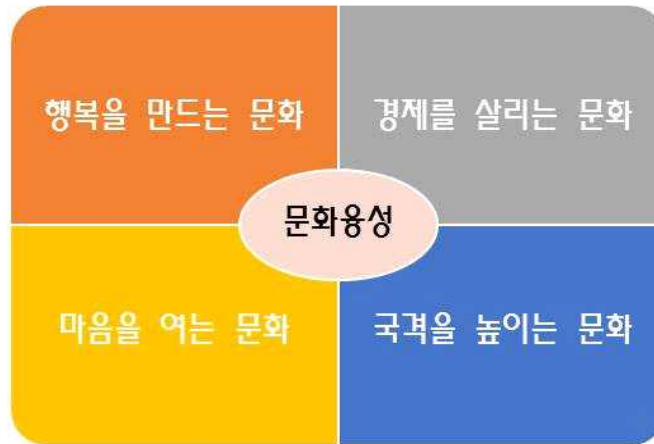 행복을 만드는 문화
경제를 살리는 문화
문화융성
마음을 여는 문화
국격을 높이는 문화